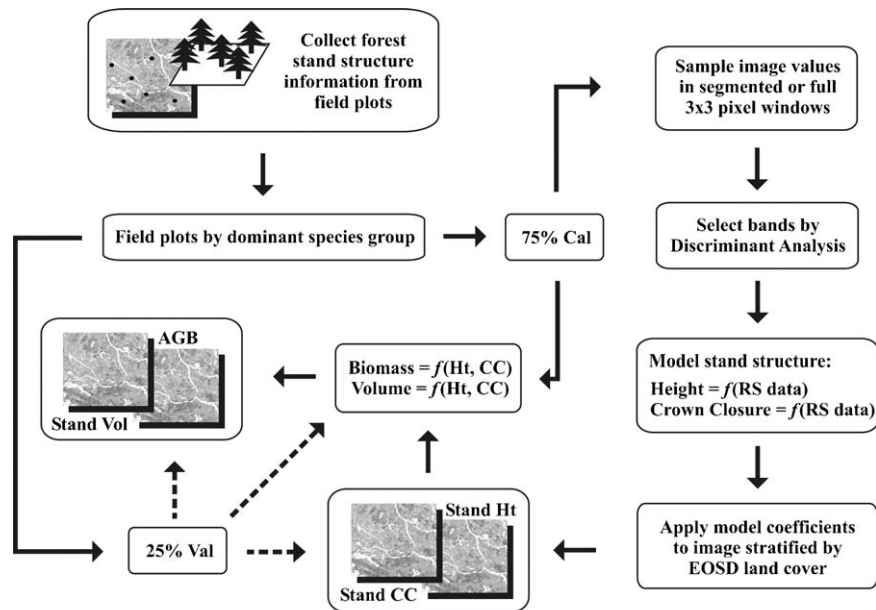 Collect forest
stand structure
information from
field plots
Sample image values
in segmented or full
3x3 pixel windows
Field plots by dominant species group
75% Cal
Select bands by
Discriminant Analysis
AGB
Stand Vol
Biomass = f(Ht, CC)
Volume = f(Ht, CC)
Model stand structure:
Height = f(RS data)
Crown Closure = f(RS data)
25% Val
Stand Ht
Stand CC
Apply model coefficients
to image stratified by
EOSD land cover